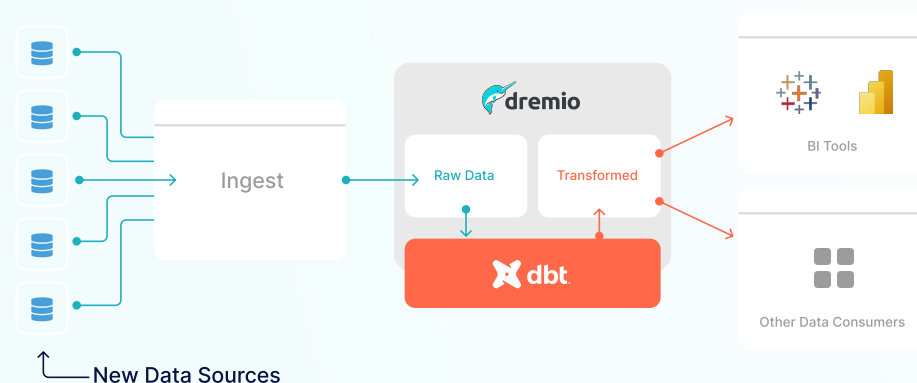 Ingest
dremio
Raw Data
Transformed
dbt
BI Tools
Other Data Consumers
New Data Sources